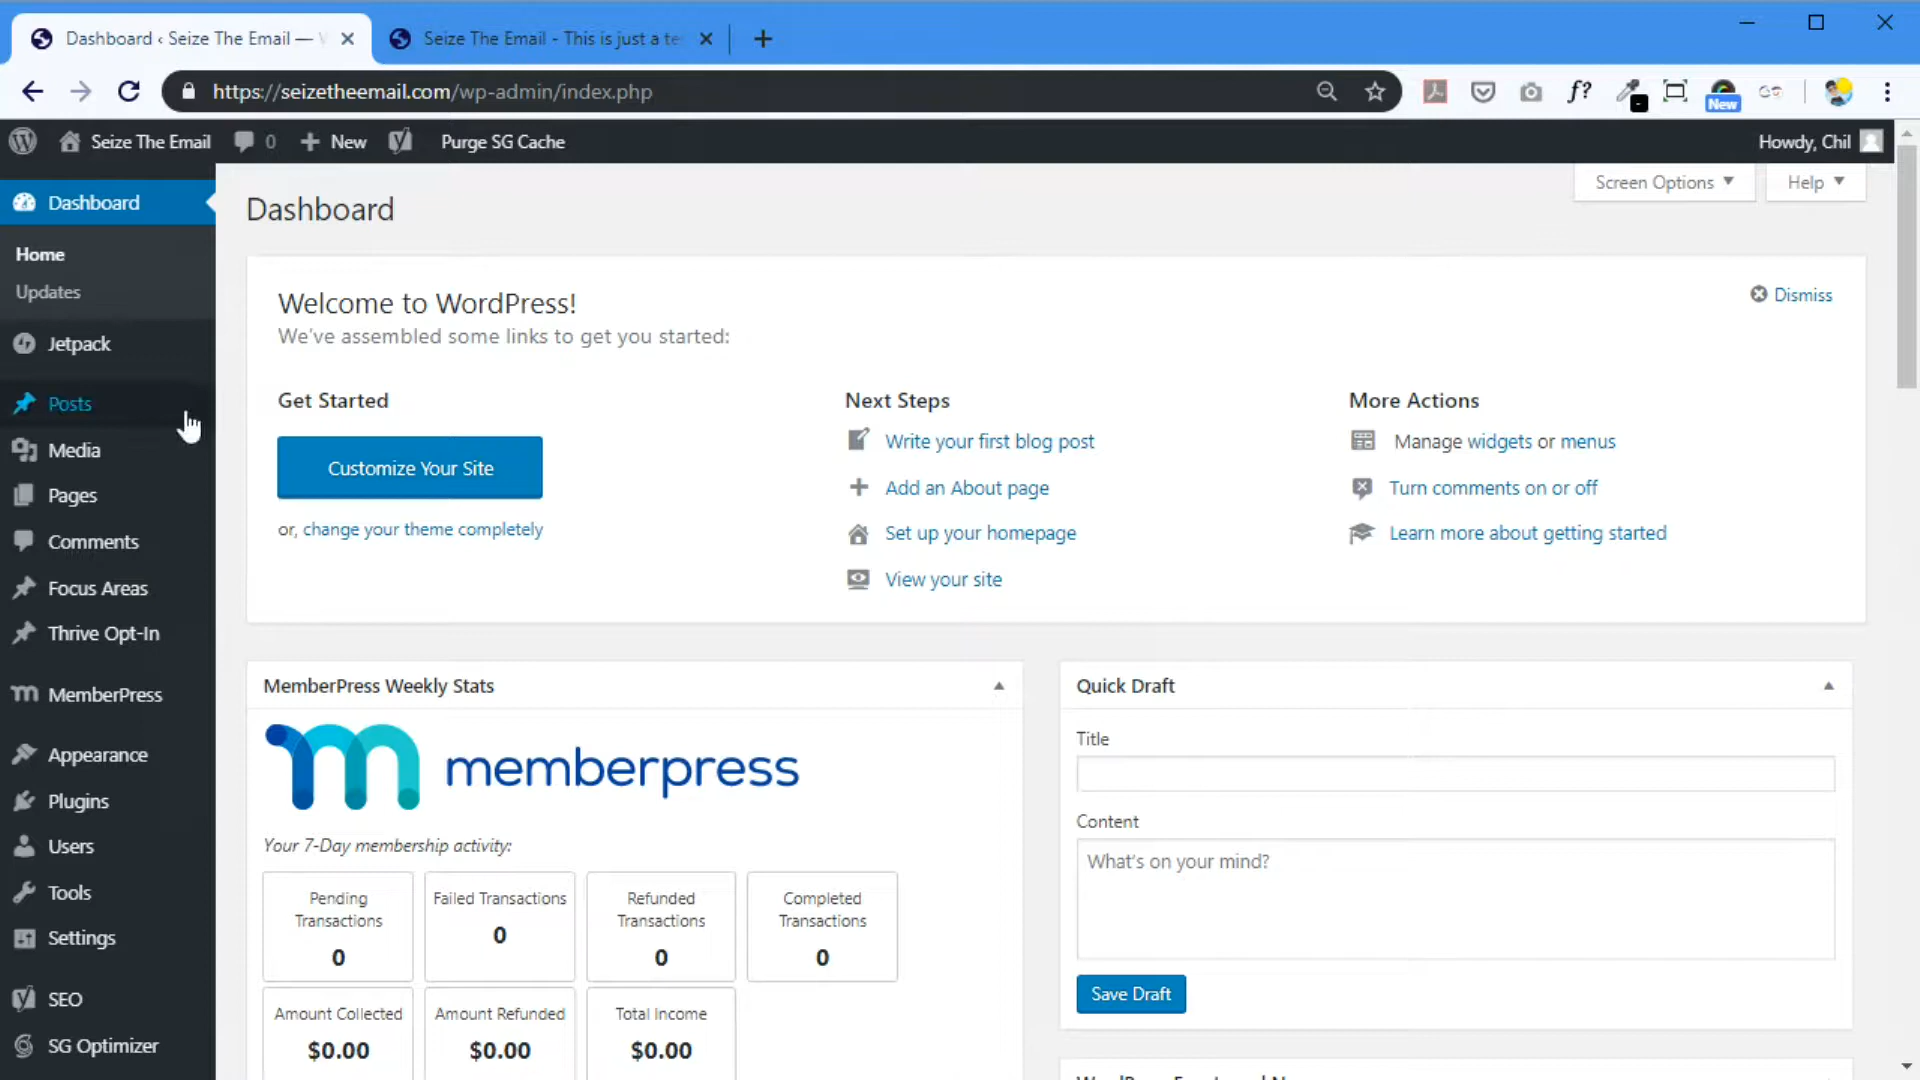 Dashboard ‹ Seize The Email —
Seize The Email - This is just a te
https://seizetheemail.com/wp-admin/index.php
f?
New
Seize The Email
0
New
Purge SG Cache
Howdy, Chil
Dashboard
Home
Updates
Jetpack
Posts
Media
Pages
Comments
Focus Areas
Thrive Opt-In
MemberPress
Appearance
Plugins
Users
Tools
Settings
SEO
SG Optimizer
Screen Options
Help
Dashboard
Welcome to WordPress!
We've assembled some links to get you started:
Dismiss
Get Started
Customize Your Site
or, change your theme completely
Next Steps
Write your first blog post
Add an About page
Set up your homepage
View your site
More Actions
Manage widgets or menus
Turn comments on or off
Learn more about getting started
MemberPress Weekly Stats
memberpress
Your 7-Day membership activity:
Pending
Transactions
0
Failed Transactions
0
Refunded
Transactions
0
Completed
Transactions
0
Amount Collected
$0.00
Amount Refunded
$0.00
Total Income
$0.00
Quick Draft
Title
Content
What's on your mind?
Save Draft